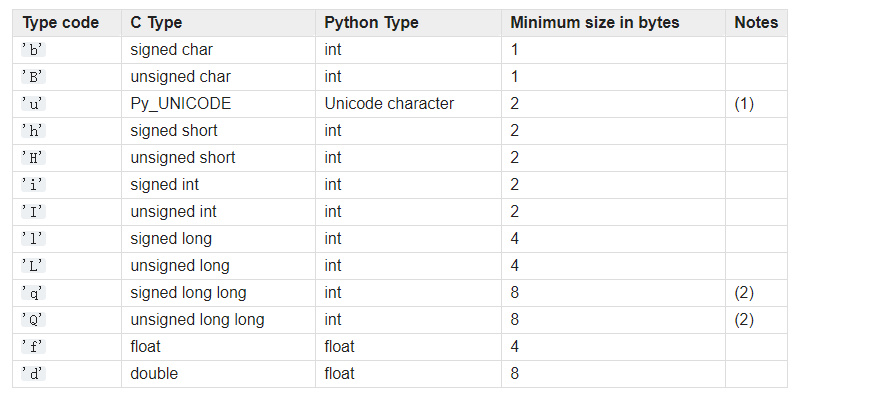 Type code C Type Python Type Minimum size in bytes Notes
’b’ signed char int 1
’B’ unsigned char int 1
’u’ Py_UNICODE Unicode character 2 (1)
’h’ signed short int 2
’H’ unsigned short int 2
’i’ signed int int 2
’I’ unsigned int int 2
’l’ signed long int 4
’L’ unsigned long int 4
’q’ signed long long int 8 (2)
’Q’ unsigned long long int 8 (2)
’f’ float float 4
’d’ double float 8